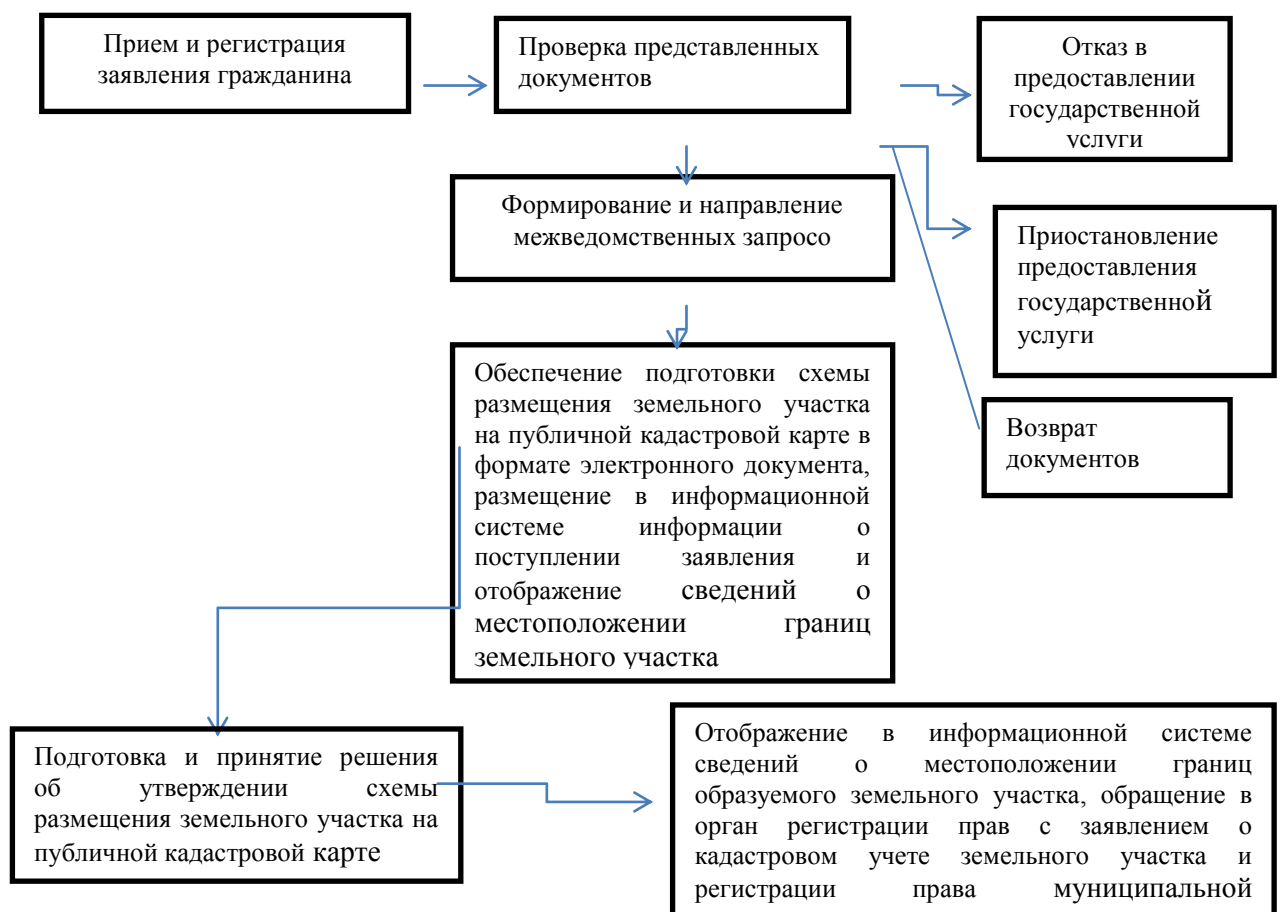 Прием и регистрация
заявления гражданина
Проверка представленных
документов
Отказ в
предоставлении
государственной
услуги
Формирование и направление
межведомственных запросо
Приостановление
предоставления
государственной
услуги
Возврат
документов
Обеспечение подготовки схемы
размещения земельного участка
на публичной кадастровой карте в
формате электронного документа,
размещение в информационной
системе информации о
поступлении заявления и
отображение сведений о
местоположении границ
земельного участка
Подготовка и принятие решения
об утверждении схемы
размещения земельного участка на
публичной кадастровой карте
Отображение в информационной системе
сведений о местоположении границ
образуемого земельного участка, обращение в
орган регистрации прав с заявлением о
кадастровом учете земельного участка и
регистрации права муниципальной